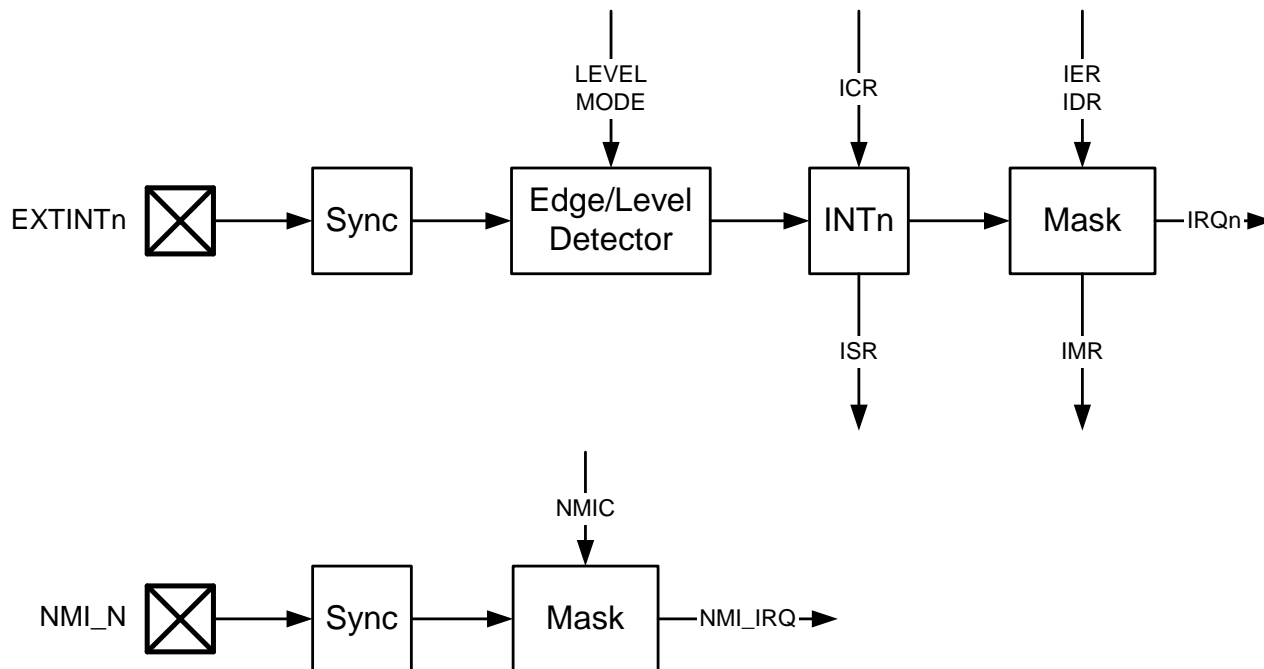 LEVEL
MODE
ICR
IER
IDR
EXTINTn
Sync
Edge/Level
Detector
INTn
Mask
IRQn
ISR
IMR
NMIC
NMI_N
Sync
Mask
NMI_IRQ